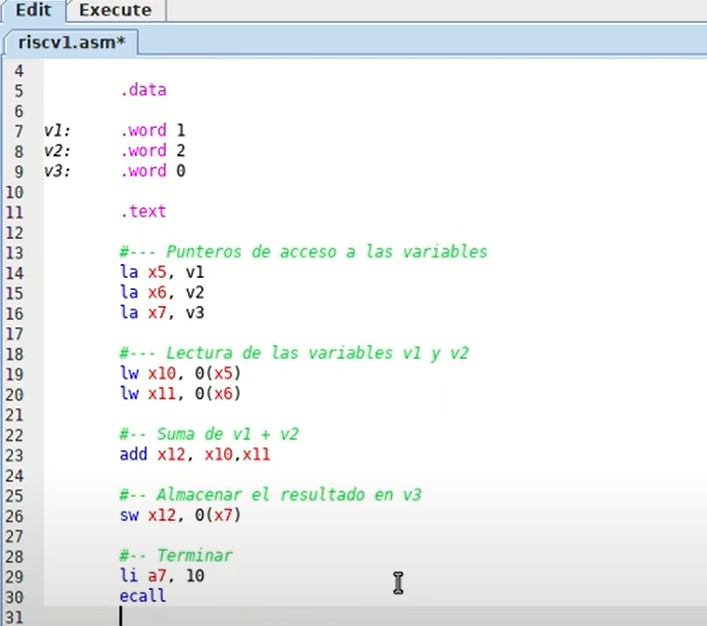 Edit Execute
riscv1.asm*
4
5 .data
6
7 v1: .word 1
8 v2: .word 2
9 v3: .word 0
10
11 .text
12
13 #--- Punteros de acceso a las variables
14 la x5, v1
15 la x6, v2
16 la x7, v3
17
18 #--- Lectura de las variables v1 y v2
19 lw x10, 0(x5)
20 lw x11, 0(x6)
21
22 #-- Suma de v1 + v2
23 add x12, x10,x11
24
25 #-- Almacenar el resultado en v3
26 sw x12, 0(x7)
27
28 #-- Terminar
29 li a7, 10
30 ecall
31